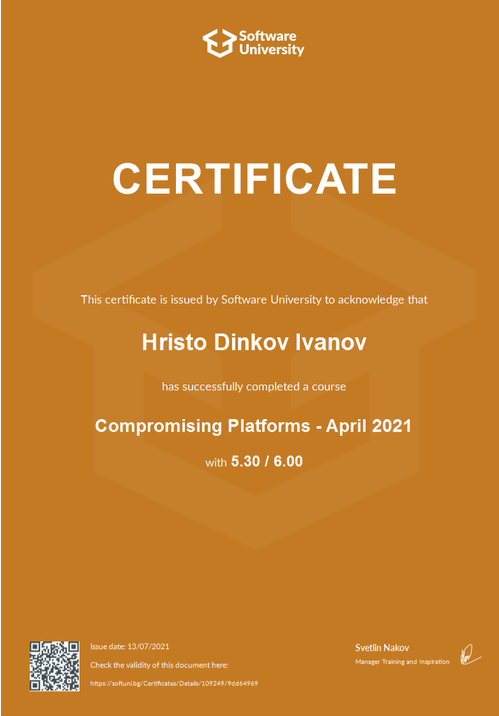 Software
University
CERTIFICATE
This certificate is issued by Software University to acknowledge that
Hristo Dinkov Ivanov
has successfully completed a course
Compromising Platforms - April 2021
with 5.30 / 6.00
Issue date: 13/07/2021
Check the validity of this document here:
https://softuni.bg/Certificates/Details/109249/9dd64969
Svetlin Nakov
Manager Training and Inspiration